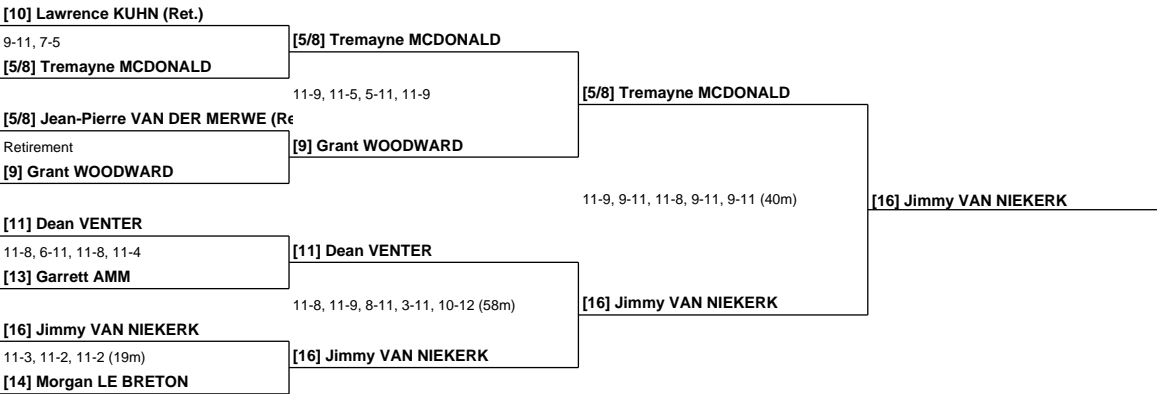 [10] Lawrence KUHN (Ret.)
9-11, 7-5
[5/8] Tremayne MCDONALD
[5/8] Jean-Pierre VAN DER MERWE (Re
Retirement
[9] Grant WOODWARD
[11] Dean VENTER
11-8, 6-11, 11-8, 11-4
[13] Garrett AMM
[16] Jimmy VAN NIEKERK
11-3, 11-2, 11-2 (19m)
[14] Morgan LE BRETON
[5/8] Tremayne MCDONALD
11-9, 11-5, 5-11, 11-9
[9] Grant WOODWARD
[11] Dean VENTER
11-8, 11-9, 8-11, 3-11, 10-12 (58m)
[16] Jimmy VAN NIEKERK
[5/8] Tremayne MCDONALD
11-9, 9-11, 11-8, 9-11, 9-11 (40m)
[16] Jimmy VAN NIEKERK
[16] Jimmy VAN NIEKERK